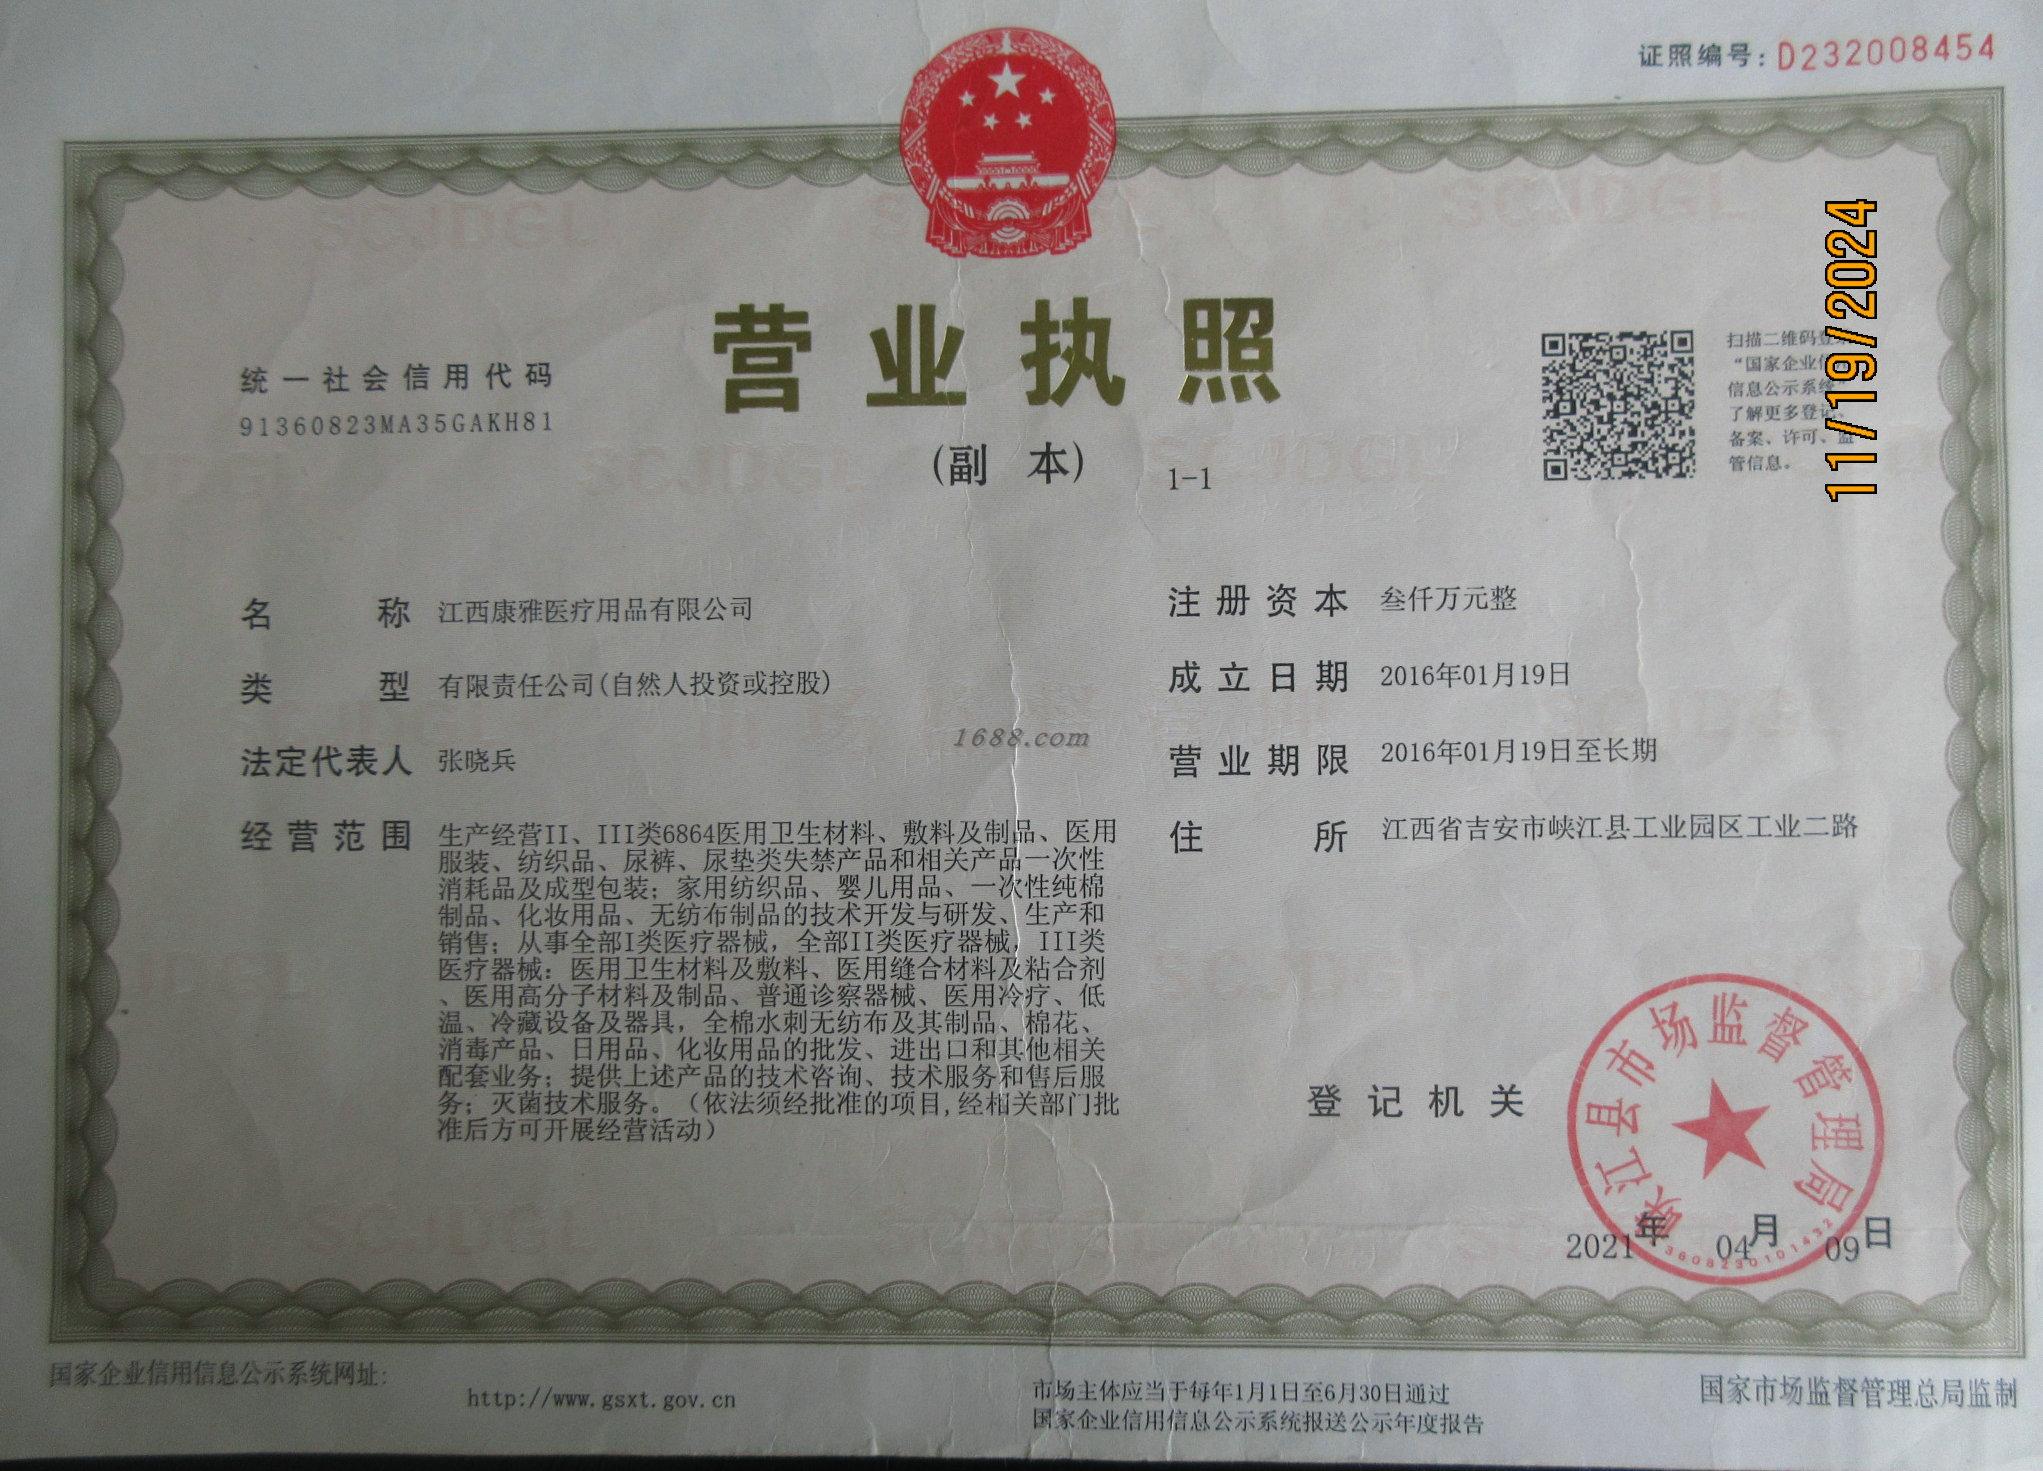 证照编号: D232008454
营业执照
(副 本) 1-1
统一社会信用代码
91360823MA35GAKH81
扫描二维码登
“国家企业信
信息公示系统”
了解更多登记、
备案、许可、监
管信息。
11/19/2024
名称 江西康雅医疗用品有限公司
类型 有限责任公司(自然人投资或控股)
法定代表人 张晓兵
经营范围 生产经营II、III类6864医用卫生材料、敷料及制品、医用
服装、纺织品、尿裤、尿垫类失禁产品和相关产品一次性
消耗品及成型包装;家用纺织品、婴儿用品、一次性纯棉
制品、化妆用品、无纺布制品的技术开发与研发、生产和
销售;从事全部I类医疗器械,全部II类医疗器械,III类
医疗器械:医用卫生材料及敷料、医用缝合材料及粘合剂
、医用高分子材料及制品、普通诊察器械、医用冷疗、低
温、冷藏设备及器具,全棉水刺无纺布及其制品、棉花、
消毒产品、日用品、化妆用品的批发、进出口和其他相关
配套业务;提供上述产品的技术咨询、技术服务和售后服
务;灭菌技术服务。(依法须经批准的项目,经相关部门批
准后方可开展经营活动)
注册资本 叁仟万元整
成立日期 2016年01月19日
营业期限 2016年01月19日至长期
住所 江西省吉安市峡江县工业园区工业二路
1688.com
登记机关
峡江县市场监督管理局
3608230101432
2021年04月09日
国家企业信用信息公示系统网址:
http://www.gsxt.gov.cn
市场主体应当于每年1月1日至6月30日通过
国家企业信用信息公示系统报送公示年度报告
国家市场监督管理总局监制